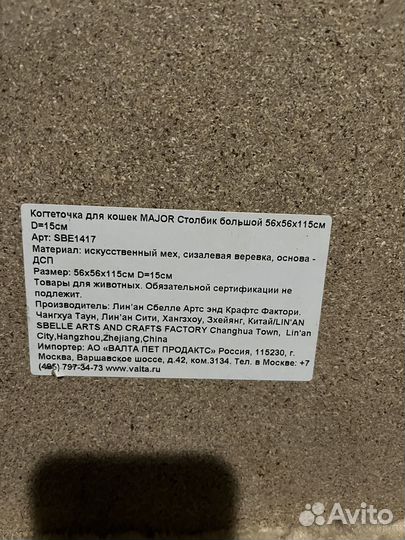 Когтеточка для кошек MAJOR Столбик большой 56х56х115см
D=15см
Арт: SBE1417
Материал: искусственный мех, сизалевая веревка, основа -
ДСП
Размер: 56х56х115см D=15см
Товары для животных. Обязательной сертификации не
подлежит.
Производитель: Лин'ан Сбелле Артс энд Крафтс Фактори.
Чангхуа Таун, Лин'ан Сити, Хангзхоу, Зхейянг, Китай/LIN'AN
SBELLE ARTS AND CRAFTS FACTORY Changhua Town, Lin'an
City,Hangzhou,Zhejiang,China
Импортер: АО «ВАЛТА ПЕТ ПРОДАКТС» Россия, 115230, г.
Москва, Варшавское шоссе, д.42, ком.3134. Тел. в Москве: +7
(495) 797-34-73 www.valta.ru
Avito